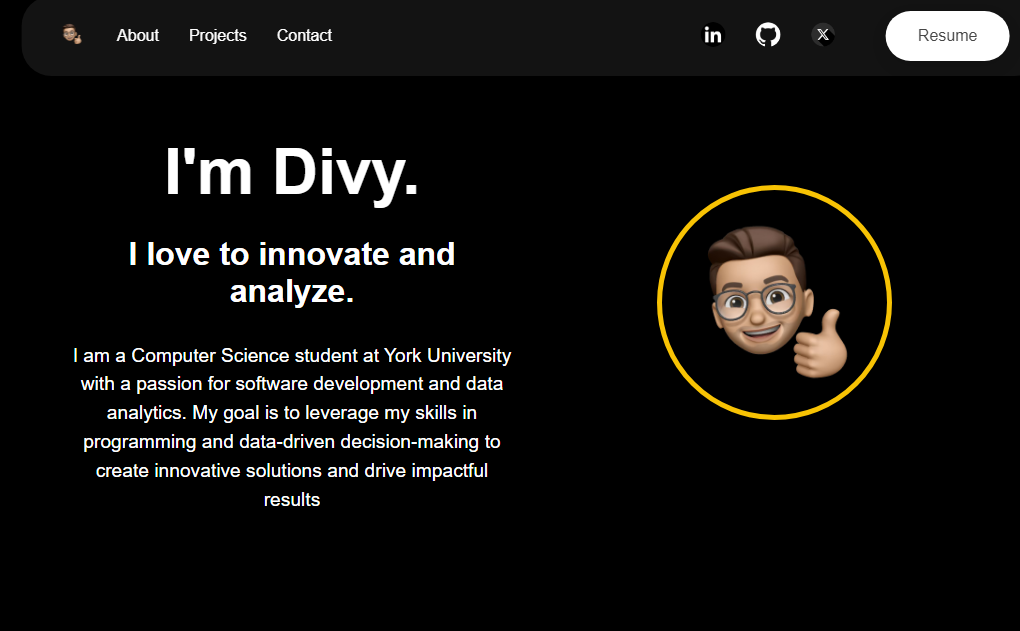 About Projects Contact in X Resume
I'm Divy.
I love to innovate and
analyze.
I am a Computer Science student at York University
with a passion for software development and data
analytics. My goal is to leverage my skills in
programming and data-driven decision-making to
create innovative solutions and drive impactful
results